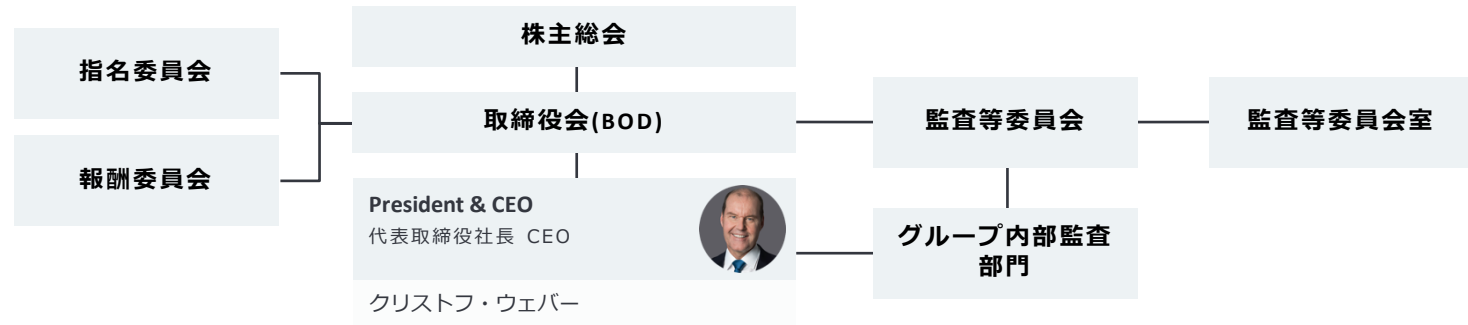 株主総会
指名委員会
取締役会(BOD)
監査等委員会
監査等委員会室
報酬委員会
President & CEO
代表取締役社長 CEO
グループ内部監査
部門
クリストフ・ウェバー